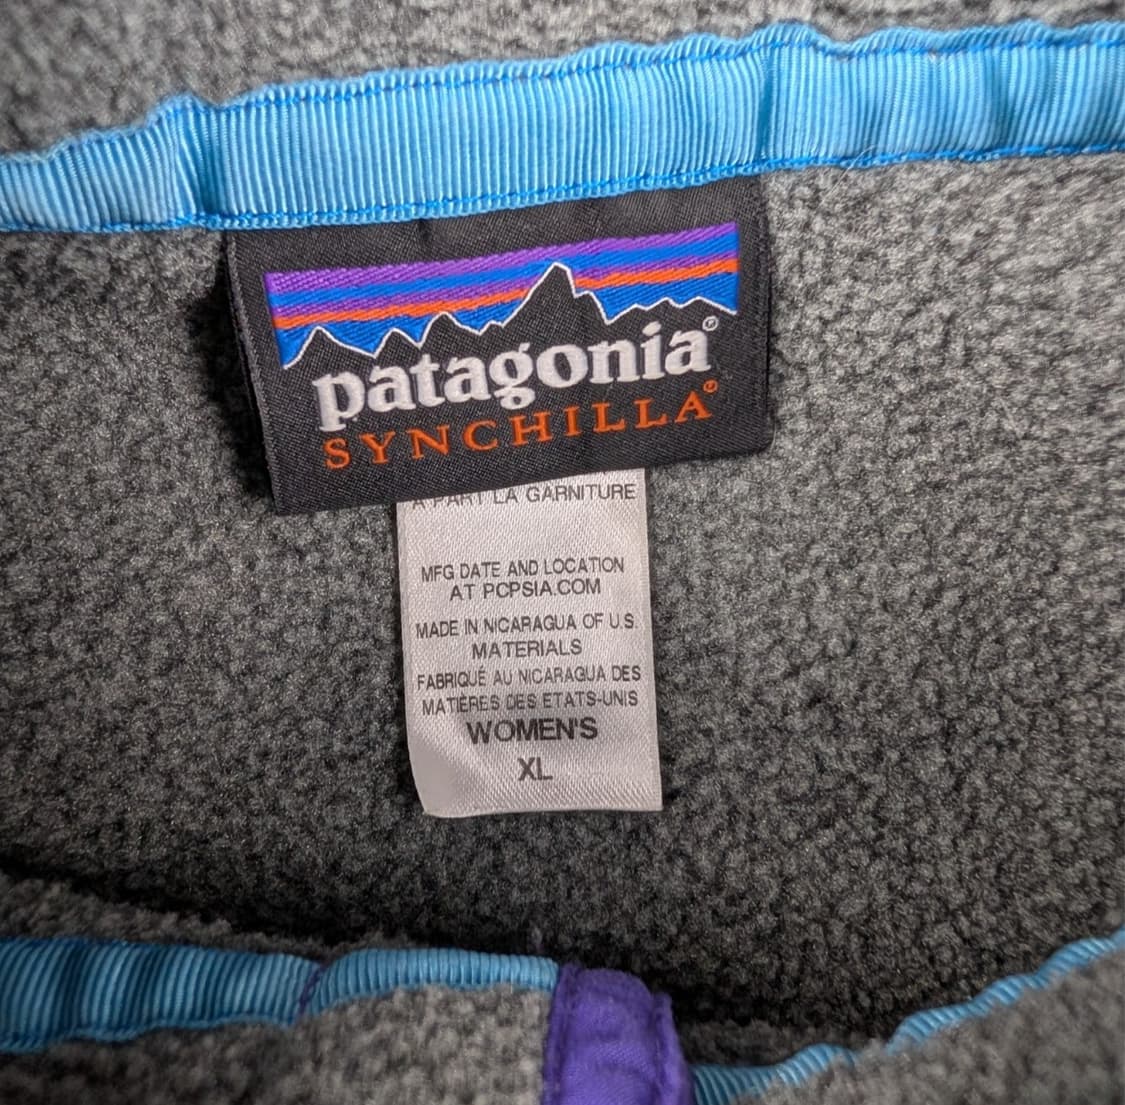 patagonia®
SYNCHILLA®
À PART LA GARNITURE
MFG DATE AND LOCATION
AT PCPSIA.COM
MADE IN NICARAGUA OF U.S.
MATERIALS
FABRIQUÉ AU NICARAGUA DES
MATIÈRES DES ETATS-UNIS
WOMEN'S
XL